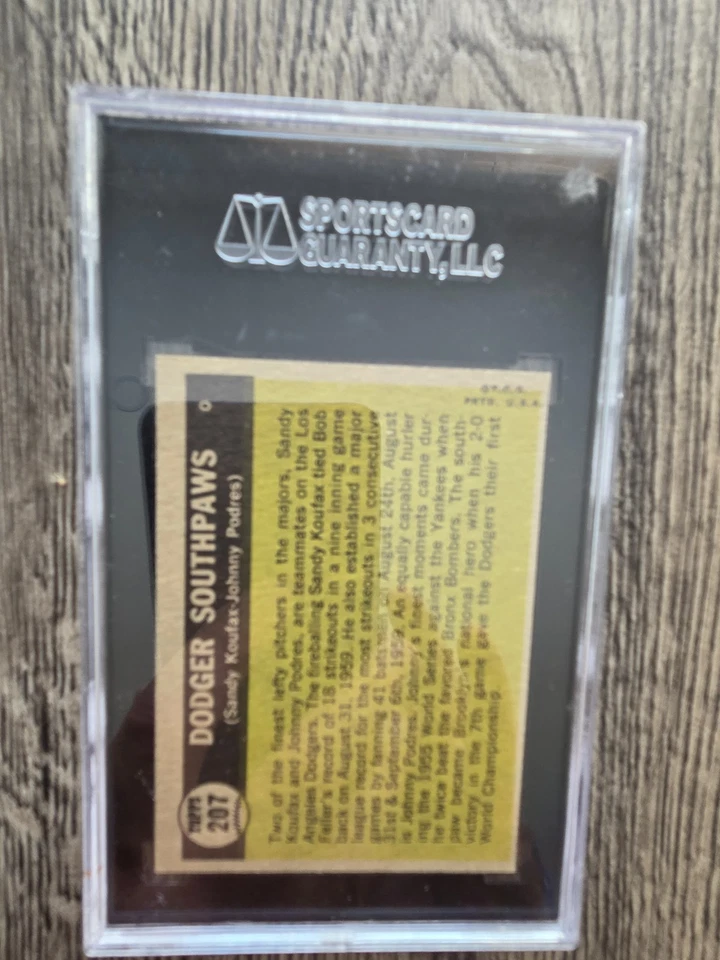 SPORTSCARD
GUARANTY, LLC
TOPPS
207
DODGER SOUTHPAWS
(Sandy Koufax-Johnny Podres)
Two of the finest lefty pitchers in the majors, Sandy
Koufax and Johnny Podres, are teammates on the Los
Angeles Dodgers. The fireballing Sandy Koufax tied Bob
Feller's record of 18 strikeouts in a nine inning game
back on August 31, 1959. He also established a major
league record for the most strikeouts in 3 consecutive
games by fanning 41 batsmen on August 24th, August
31st & September 6th, 1959. An equally capable hurler
is Johnny Podres. Johnny's finest moments came dur-
ing the 1955 World Series against the Yankees when
he twice beat the favored Bronx Bombers. The south-
paw became Brooklyn's national hero when his 2-0
victory in the 7th game gave the Dodgers their first
World Championship.
PRTD. U.S.A.